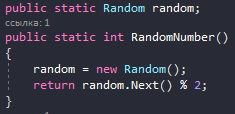 public static Random random;
ссылка: 1
public static int RandomNumber()
{
random = new Random();
return random.Next() % 2;
}